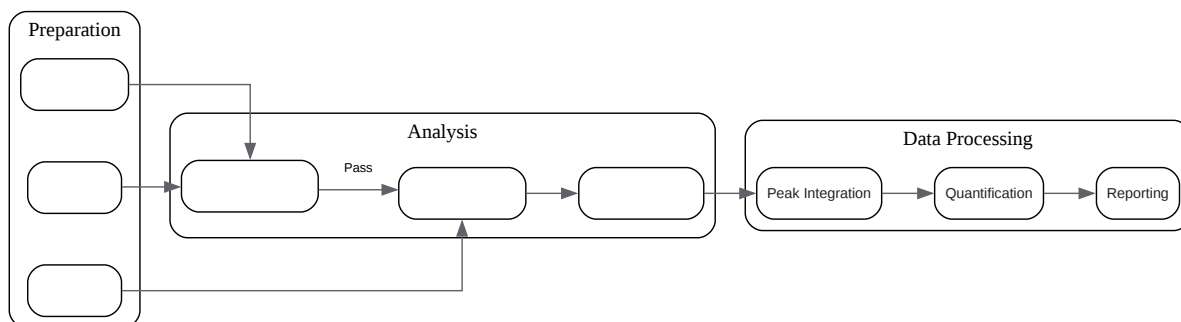 Preparation
Analysis
Pass
Data Processing
Peak Integration
Quantification
Reporting